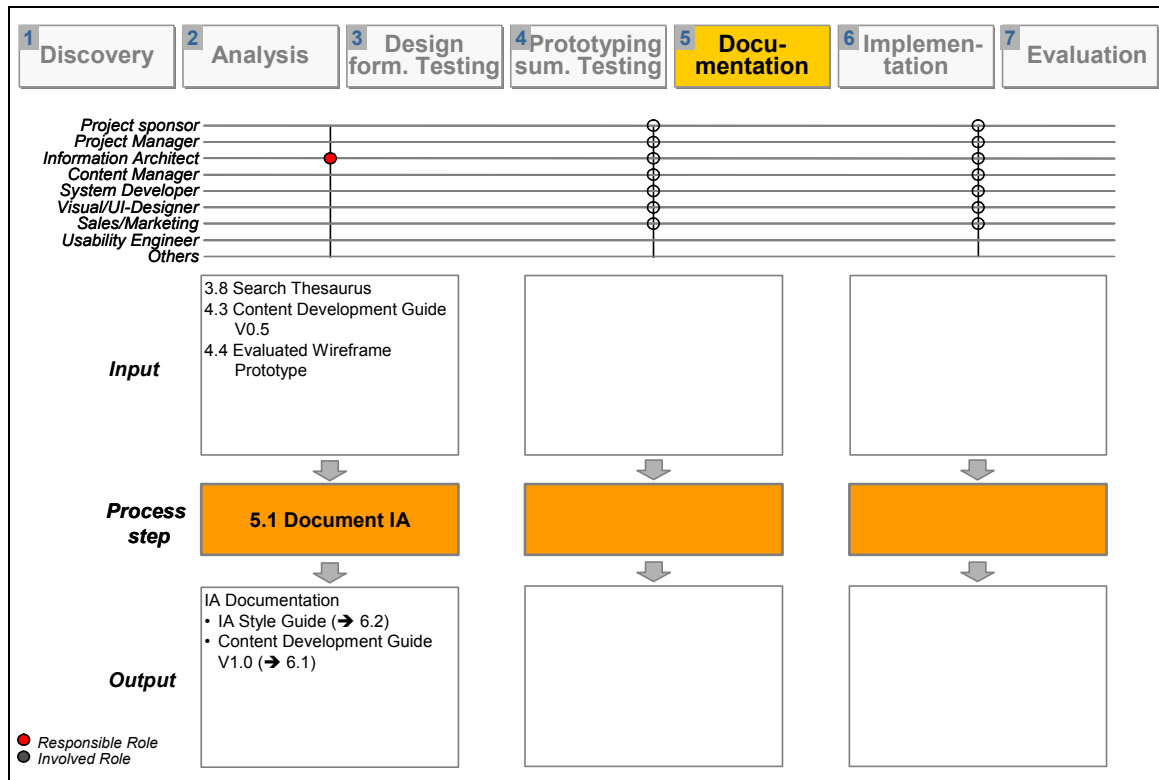 1 Discovery
2 Analysis
3 Design
form. Testing
4 Prototyping
sum. Testing
5 Docu-
mentation
6 Implemen-
tation
7 Evaluation
Project sponsor
Project Manager
Information Architect
Content Manager
System Developer
Visual/UI-Designer
Sales/Marketing
Usability Engineer
Others
Input
3.8 Search Thesaurus
4.3 Content Development Guide
V0.5
4.4 Evaluated Wireframe
Prototype
Process
step
5.1 Document IA
Output
IA Documentation
• IA Style Guide (➔ 6.2)
• Content Development Guide
V1.0 (➔ 6.1)
Responsible Role
Involved Role